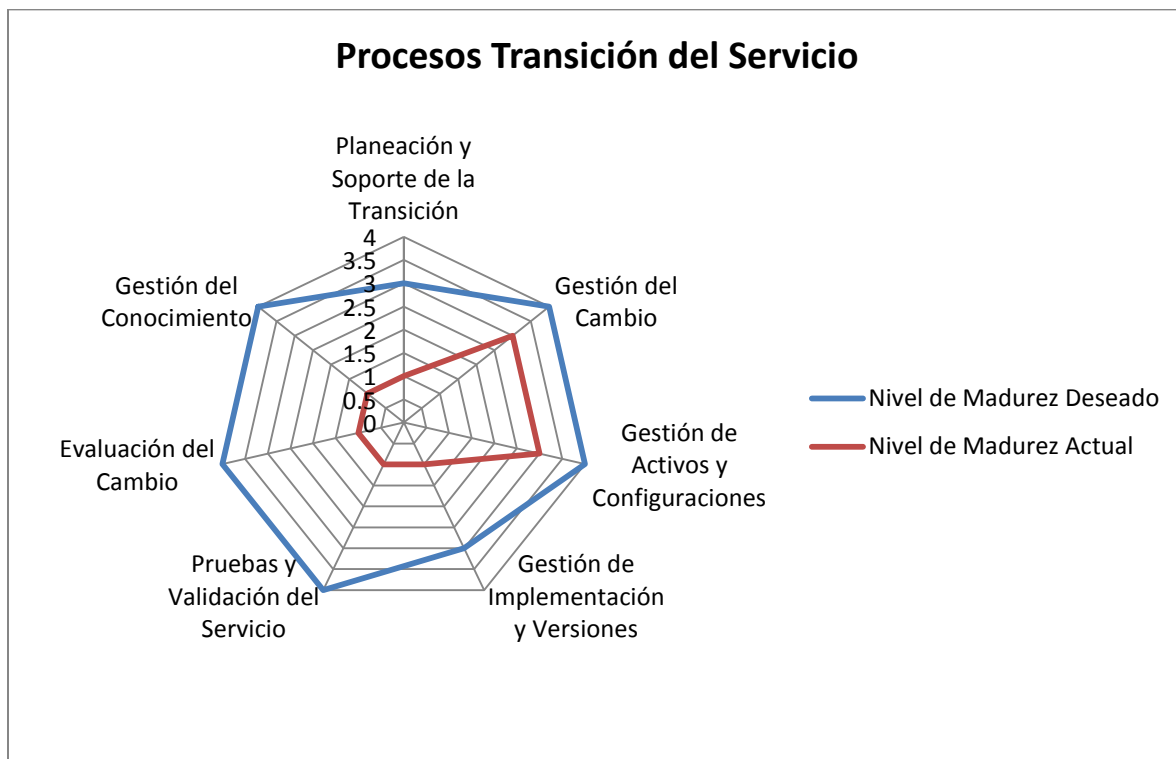 Procesos Transición del Servicio
Planeación y
Soporte de la
Transición
4
3.5
3
2.5
2
1.5
1
0.5
0
Gestión del
Cambio
Gestión de
Activos y
Configuraciones
Gestión de
Implementación
y Versiones
Pruebas y
Validación del
Servicio
Evaluación del
Cambio
Gestión del
Conocimiento
Nivel de Madurez Deseado
Nivel de Madurez Actual